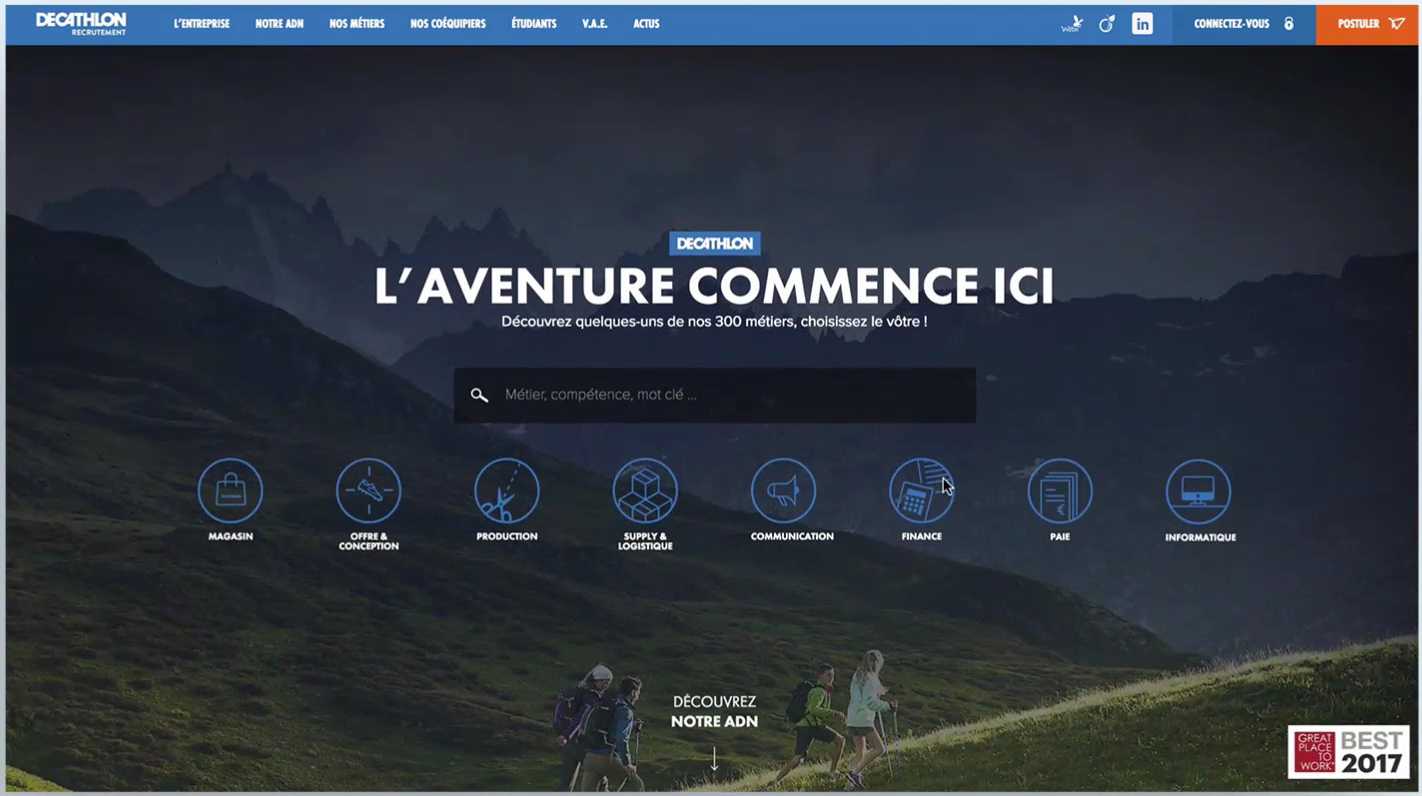 DECATHLON
RECRUTEMENT
L'ENTREPRISE
NOTRE ADN
NOS MÉTIERS
NOS COÉQUIPIERS
ÉTUDIANTS
V.A.E.
ACTUS
in
CONNECTEZ-VOUS
POSTULER
DECATHLON
L'AVENTURE COMMENCE ICI
Découvrez quelques-uns de nos 300 métiers, choisissez le vôtre !
Métier, compétence, mot clé ...
MAGASIN
OFFRE &
CONCEPTION
PRODUCTION
SUPPLY &
LOGISTIQUE
COMMUNICATION
FINANCE
PAIE
INFORMATIQUE
DÉCOUVREZ
NOTRE ADN
GREAT
PLACE
TO
WORK
BEST
2017